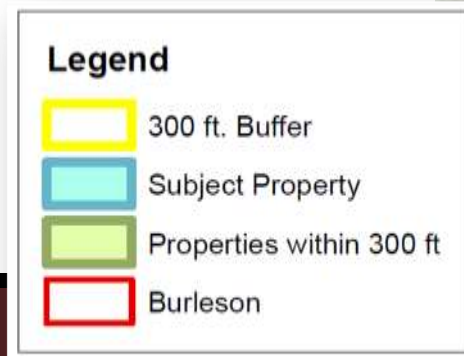 Legend
300 ft. Buffer
Subject Property
Properties within 300 ft
Burleson